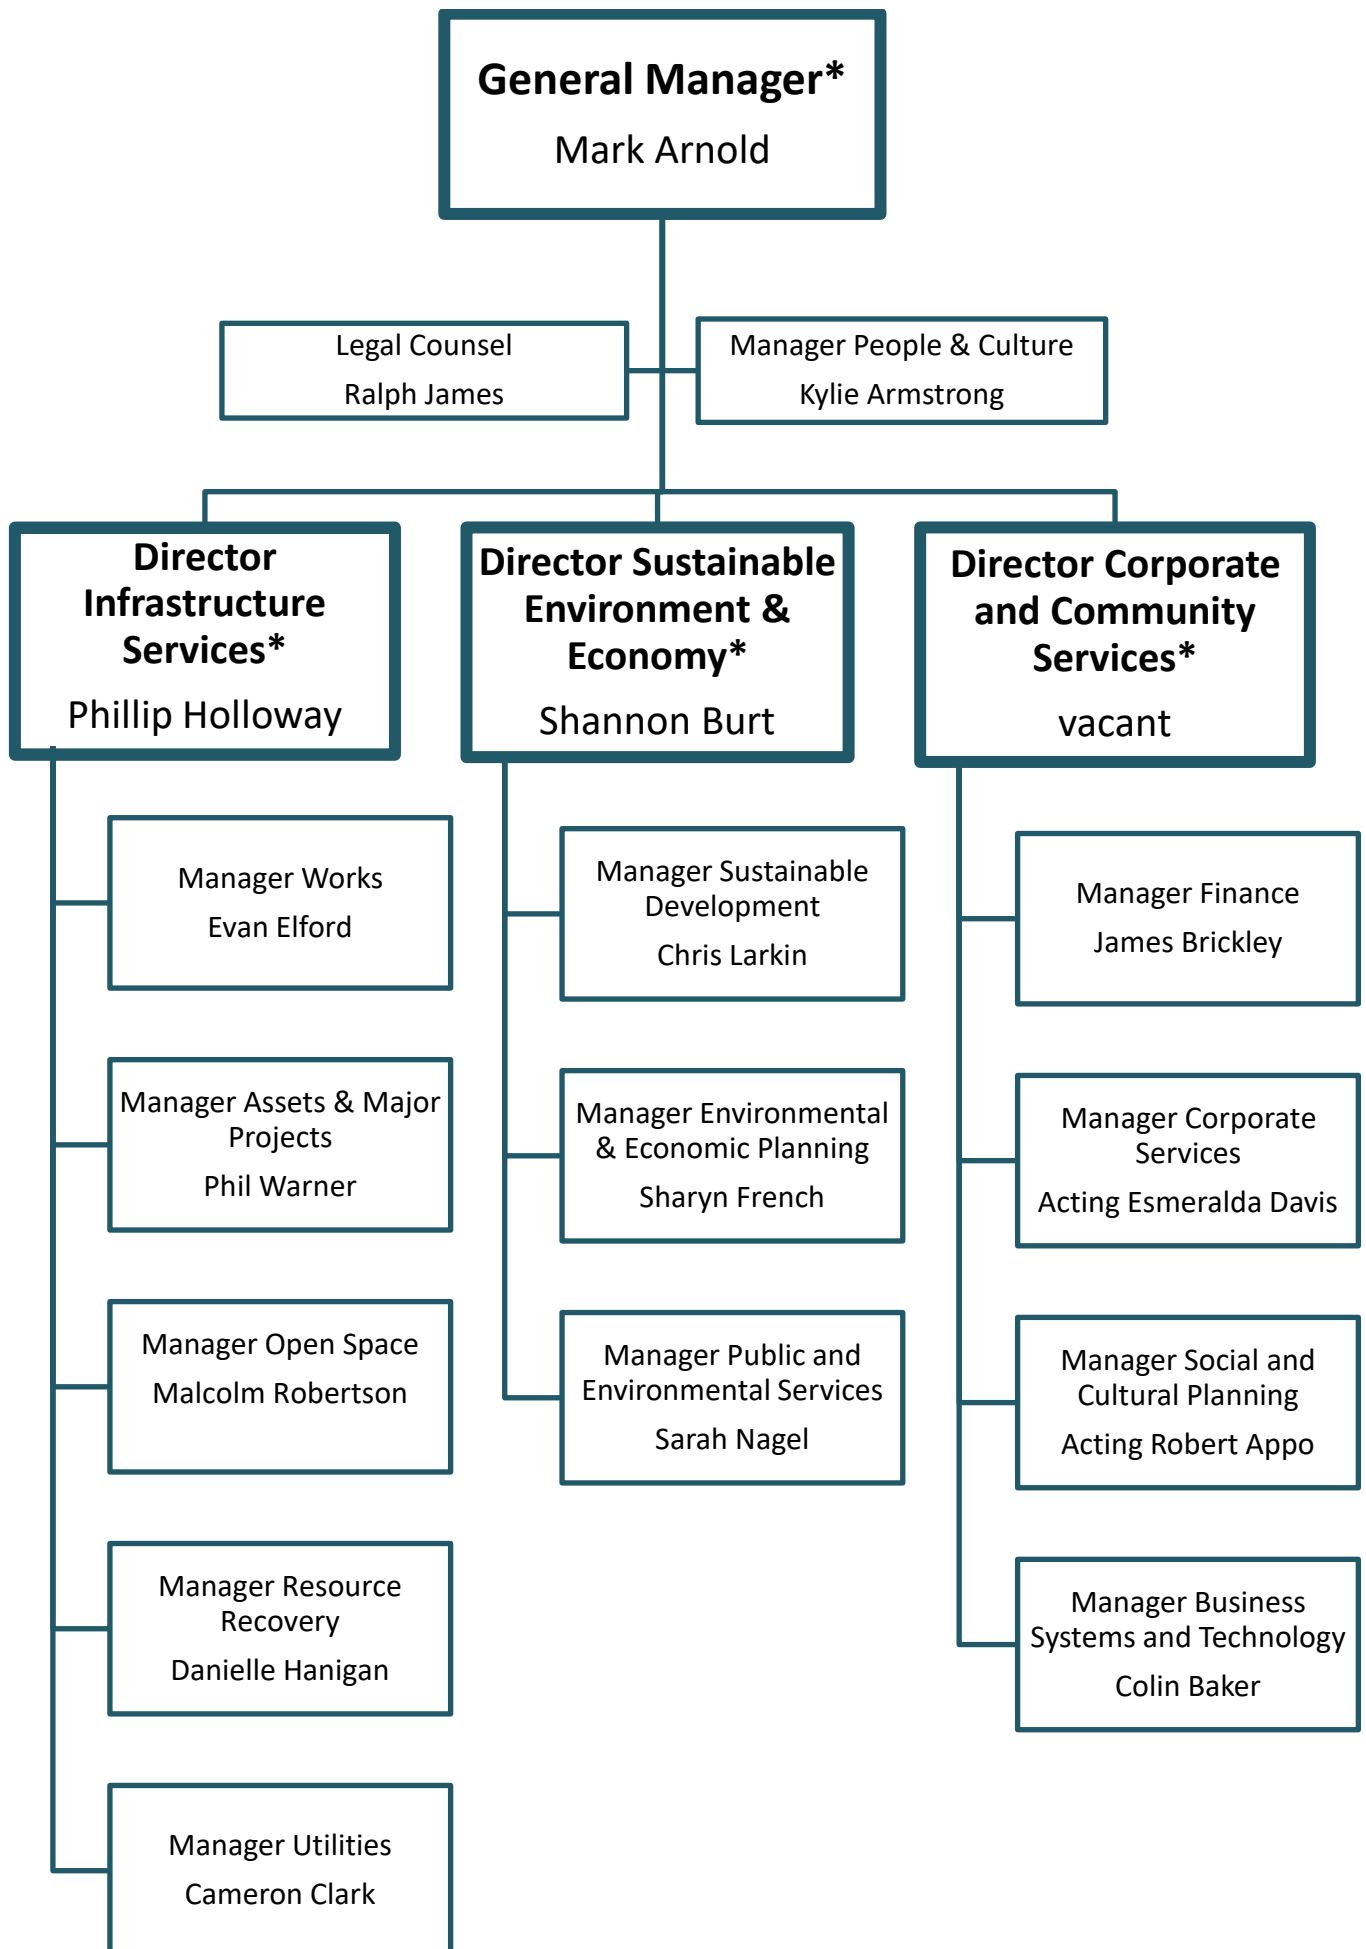 General Manager*
Mark Arnold
Legal Counsel
Ralph James
Manager People & Culture
Kylie Armstrong
Director
Infrastructure
Services*
Phillip Holloway
Manager Works
Evan Elford
Manager Assets & Major
Projects
Phil Warner
Manager Open Space
Malcolm Robertson
Manager Resource
Recovery
Danielle Hanigan
Manager Utilities
Cameron Clark
Director Sustainable
Environment &
Economy*
Shannon Burt
Manager Sustainable
Development
Chris Larkin
Manager Environmental
& Economic Planning
Sharyn French
Manager Public and
Environmental Services
Sarah Nagel
Director Corporate
and Community
Services*
vacant
Manager Finance
James Brickley
Manager Corporate
Services
Acting Esmeralda Davis
Manager Social and
Cultural Planning
Acting Robert Appo
Manager Business
Systems and Technology
Colin Baker